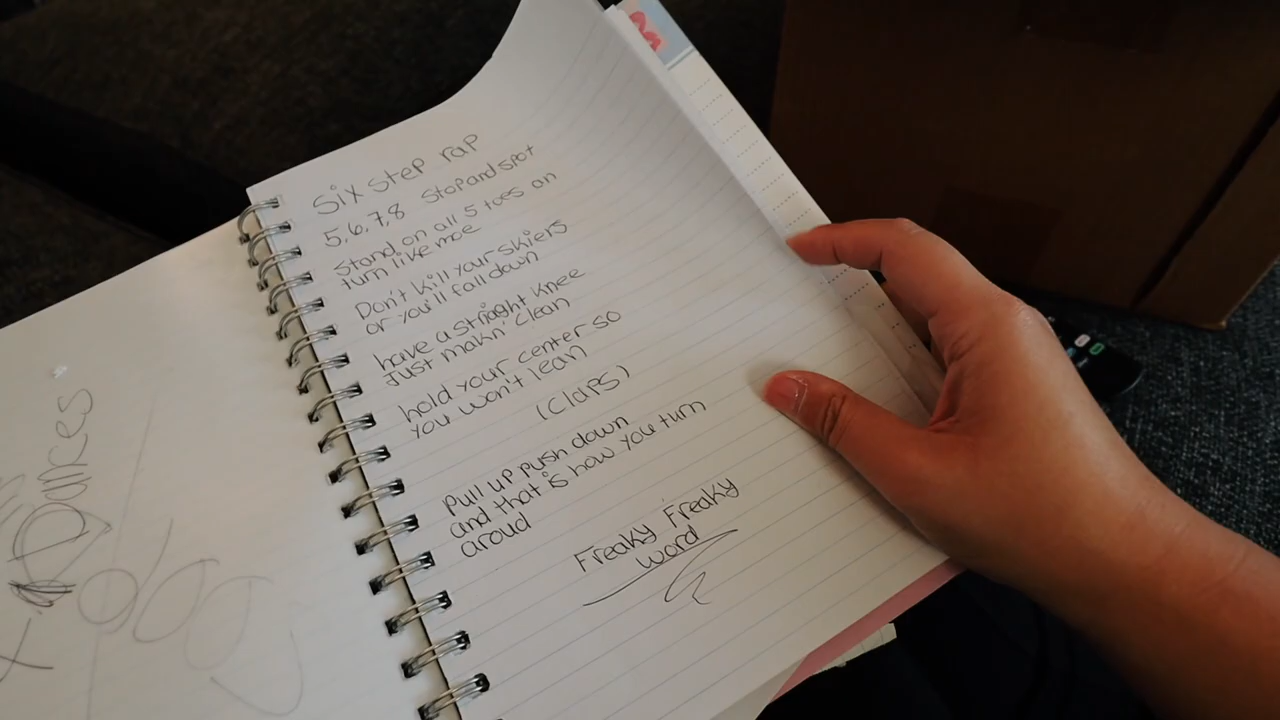 six step rap
5, 6, 7, 8 Stop and spot
Stand on all 5 toes an
turn like moe
Don't kill your skiers
or you'll fall down
have a straight knee
Just makin' clean
hold your center so
you won't lean
(Claps)
Pull up push down
and that is how you turn
aroud
Freaky Freaky
word
Dances